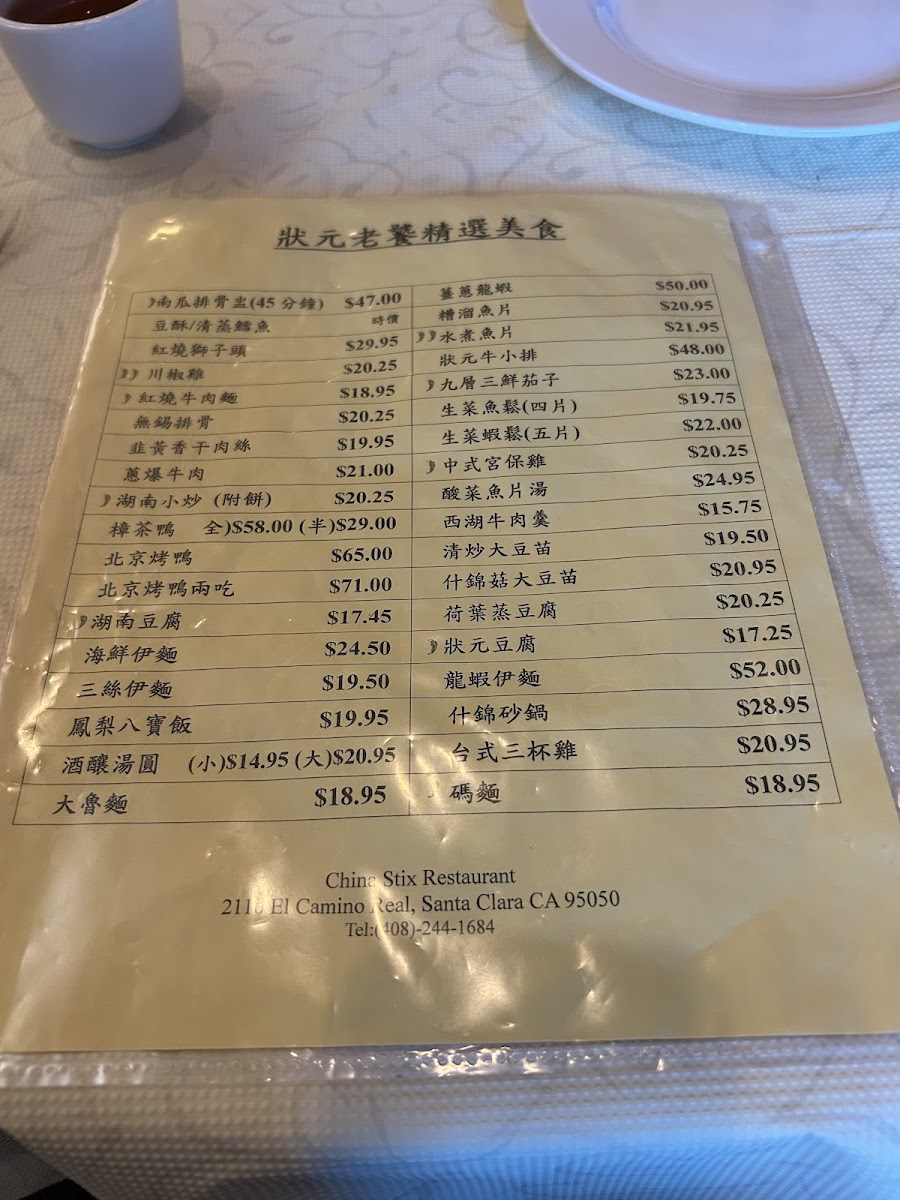 狀元老饕精選美食
南瓜排骨盅(45分鐘) $47.00
豆酥/清蒸鱈魚 時價
紅燒獅子頭 $29.95
川椒雞 $20.25
紅燒牛肉麵 $18.95
無錫排骨 $20.25
韭黃香干肉絲 $19.95
蔥爆牛肉 $21.00
湖南小炒 (附餅) $20.25
樟茶鴨 全)$58.00 (半)$29.00
北京烤鴨 $65.00
北京烤鴨兩吃 $71.00
湖南豆腐 $17.45
海鮮伊麵 $24.50
三絲伊麵 $19.50
鳳梨八寶飯 $19.95
酒釀湯圓 (小)$14.95 (大)$20.95
大魯麵 $18.95
薑蔥龍蝦 $50.00
糟溜魚片 $20.95
水煮魚片 $21.95
狀元牛小排 $48.00
九層三鮮茄子 $23.00
生菜魚鬆(四片) $19.75
生菜蝦鬆(五片) $22.00
中式宮保雞 $20.25
酸菜魚片湯 $24.95
西湖牛肉羹 $15.75
清炒大豆苗 $19.50
什錦菇大豆苗 $20.95
荷葉蒸豆腐 $20.25
狀元豆腐 $17.25
龍蝦伊麵 $52.00
什錦砂鍋 $28.95
台式三杯雞 $20.95
碼麵 $18.95
China Stix Restaurant
2110 El Camino Real, Santa Clara CA 95050
Tel:(408)-244-1684